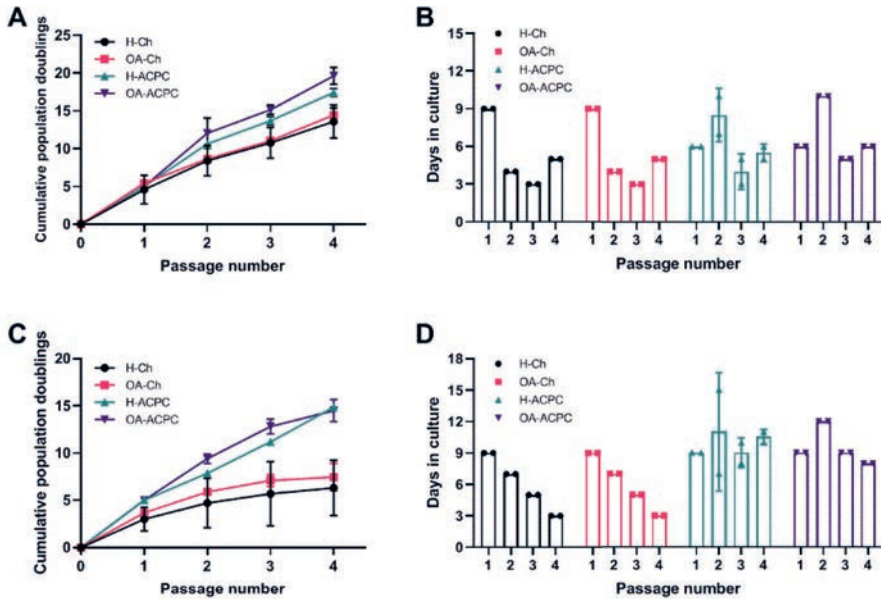 A
Cumulative population doublings
25
20
15
10
5
0
H-Ch
OA-Ch
H-ACPC
OA-ACPC
0 1 2 3 4
Passage number
B
Days in culture
15
12
9
6
3
0
H-Ch
OA-Ch
H-ACPC
OA-ACPC
1 2 3 4 1 2 3 4 1 2 3 4 1 2 3 4
Passage number
C
Cumulative population doublings
20
15
10
5
0
H-Ch
OA-Ch
H-ACPC
OA-ACPC
0 1 2 3 4
Passage number
D
Days in culture
18
15
12
9
6
3
0
H-Ch
OA-Ch
H-ACPC
OA-ACPC
1 2 3 4 1 2 3 4 1 2 3 4 1 2 3 4
Passage number